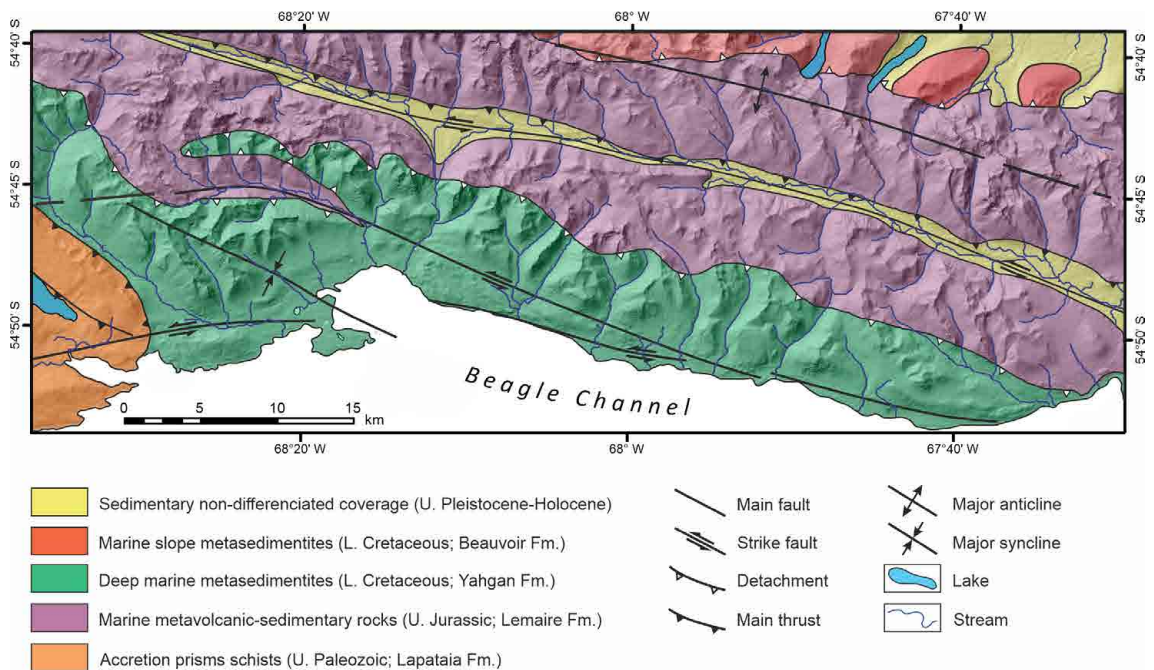 68°20' W
68° W
67°40' W
54°40' S
54°40' S
54°45' S
54°45' S
54°50' S
54°50' S
Beagle Channel
0 5 10 15
km
68°20' W
68° W
67°40' W
Sedimentary non-differenciated coverage (U. Pleistocene-Holocene)
Marine slope metasedimentites (L. Cretaceous; Beauvoir Fm.)
Deep marine metasedimentites (L. Cretaceous; Yahgan Fm.)
Marine metavolcanic-sedimentary rocks (U. Jurassic; Lemaire Fm.)
Accretion prisms schists (U. Paleozoic; Lapataia Fm.)
Main fault
Strike fault
Detachment
Main thrust
Major anticline
Major syncline
Lake
Stream